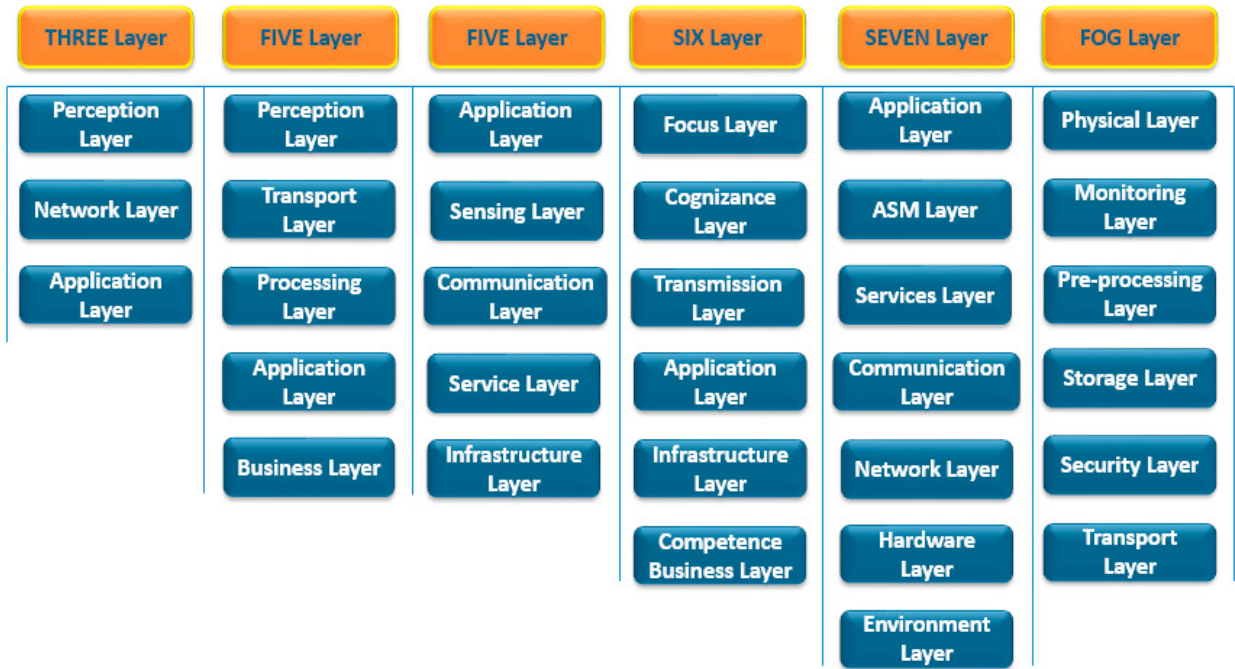 THREE Layer
FIVE Layer
FIVE Layer
SIX Layer
SEVEN Layer
FOG Layer
Perception
Layer
Network Layer
Application
Layer
Perception
Layer
Transport
Layer
Processing
Layer
Application
Layer
Business Layer
Application
Layer
Sensing Layer
Communication
Layer
Service Layer
Infrastructure
Layer
Focus Layer
Cognizance
Layer
Transmission
Layer
Application
Layer
Infrastructure
Layer
Competence
Business Layer
Application
Layer
ASM Layer
Services Layer
Communication
Layer
Network Layer
Hardware
Layer
Environment
Layer
Physical Layer
Monitoring
Layer
Pre-processing
Layer
Storage Layer
Security Layer
Transport
Layer